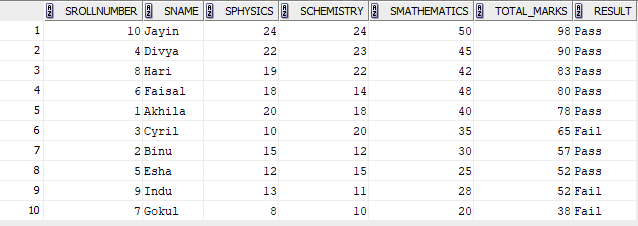 SROLLNUMBER SNAME SPHYSICS SCHEMISTRY SMATHEMATICS TOTAL_MARKS RESULT
1 10 Jayin 24 24 50 98 Pass
2 4 Divya 22 23 45 90 Pass
3 8 Hari 19 22 42 83 Pass
4 6 Faisal 18 14 48 80 Pass
5 1 Akhila 20 18 40 78 Pass
6 3 Cyril 10 20 35 65 Fail
7 2 Binu 15 12 30 57 Pass
8 5 Esha 12 15 25 52 Pass
9 9 Indu 13 11 28 52 Fail
10 7 Gokul 8 10 20 38 Fail